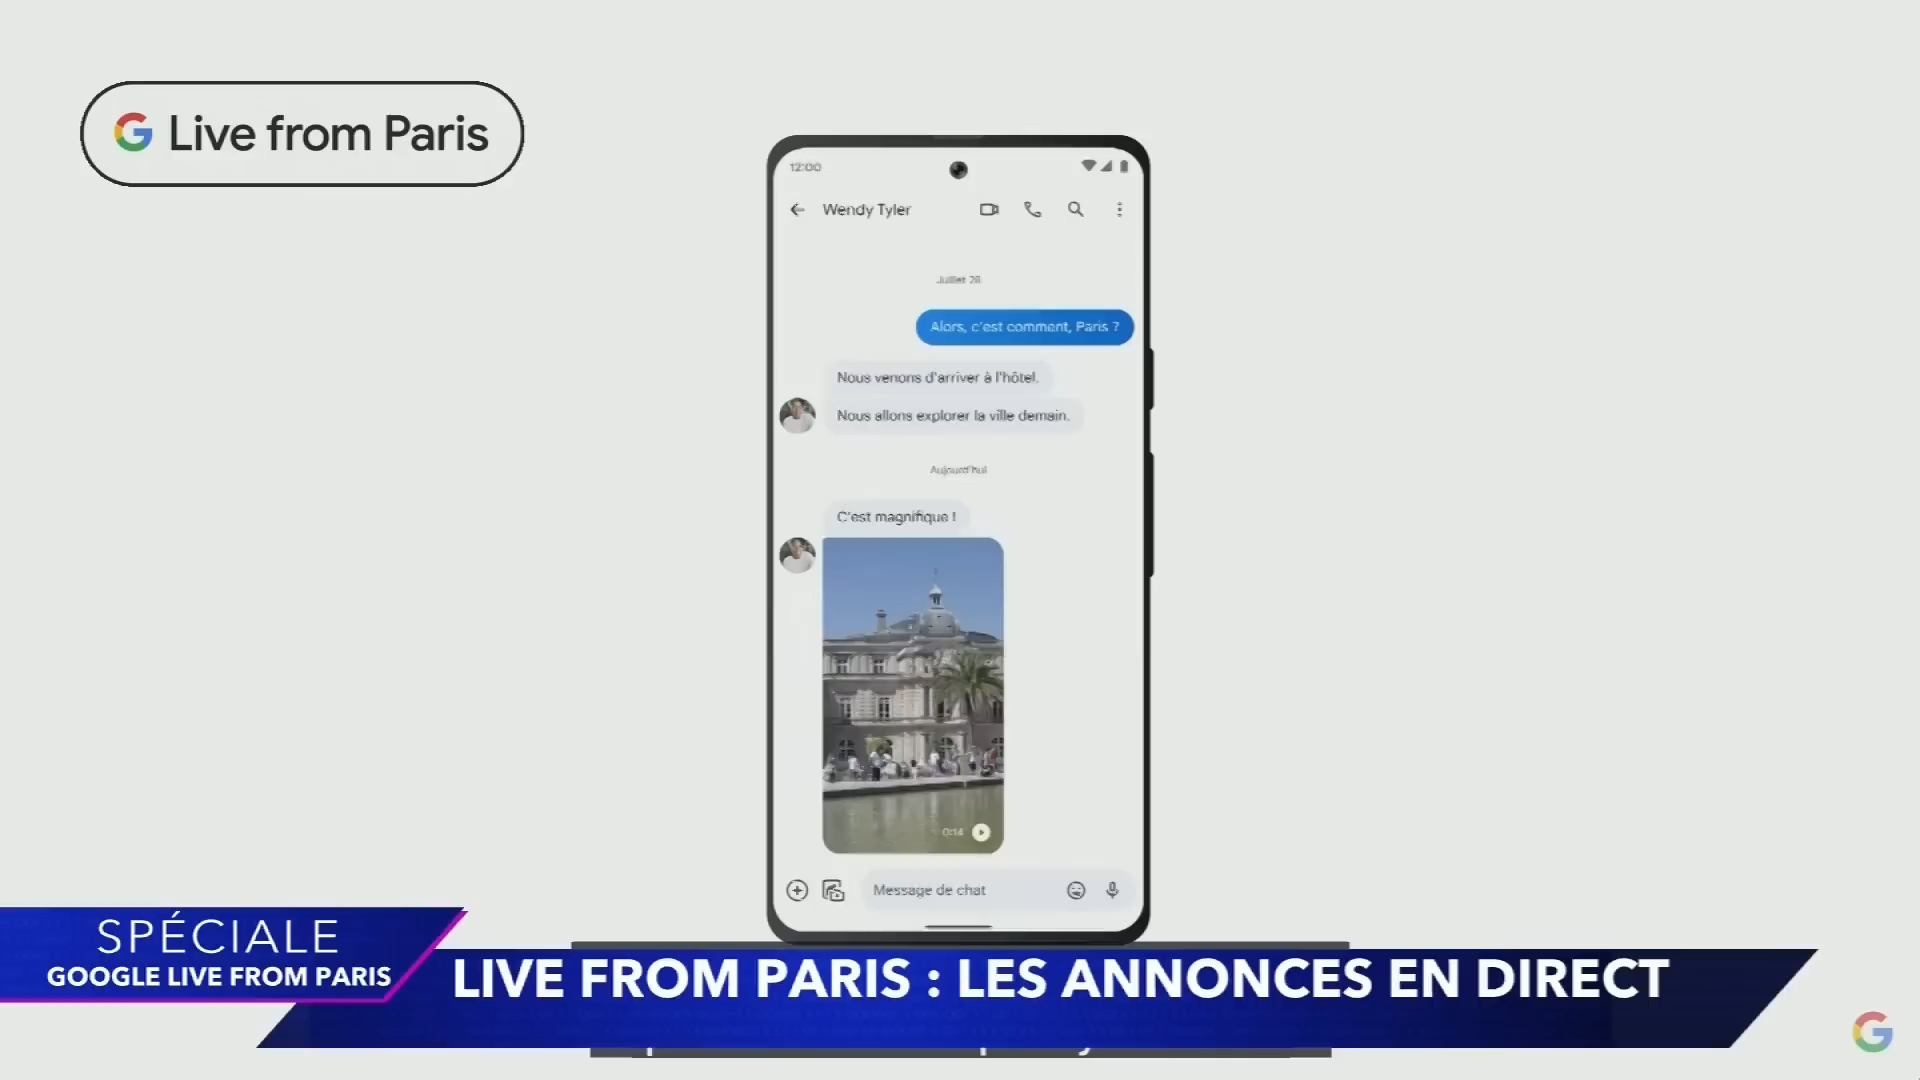 Live from Paris
12:00
Wendy Tyler
Juillet 28
Alors, c'est comment, Paris ?
Nous venons d'arriver à l'hôtel.
Nous allons explorer la ville demain.
Aujourd'hui
C'est magnifique !
0:14
Message de chat
SPÉCIALE
GOOGLE LIVE FROM PARIS
LIVE FROM PARIS : LES ANNONCES EN DIRECT